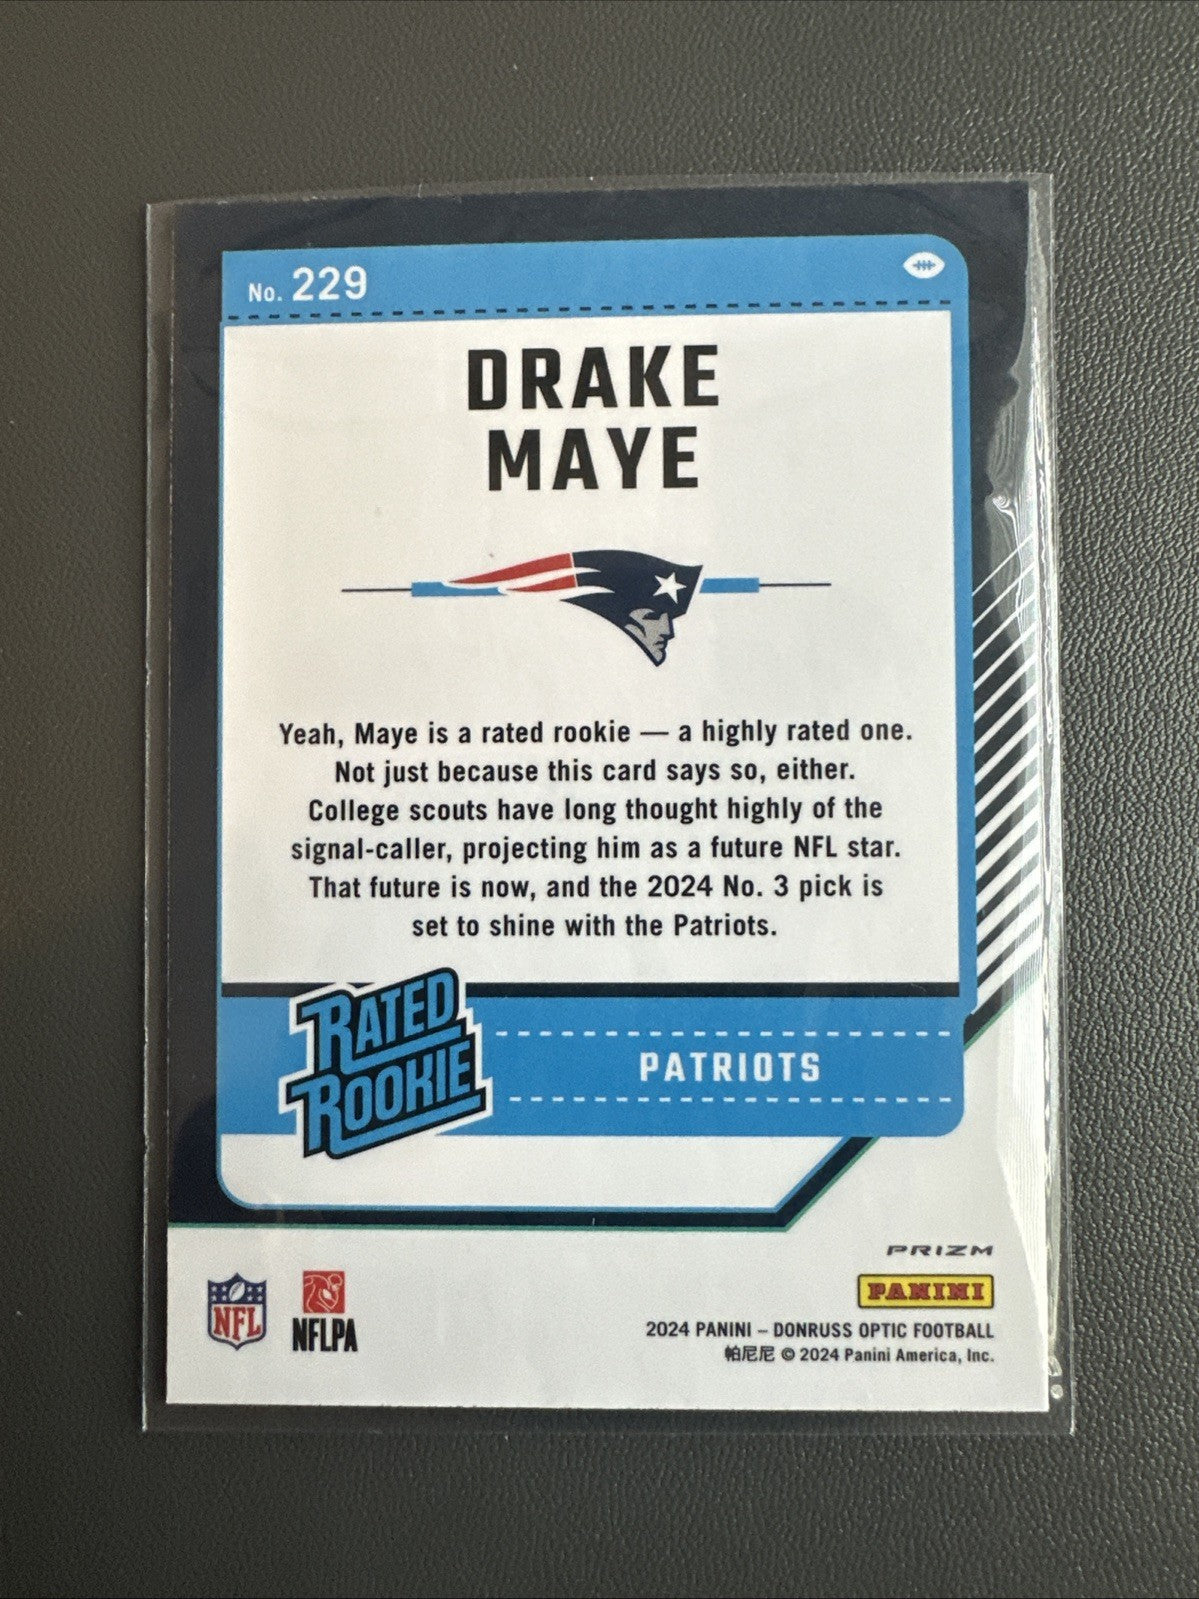 No. 229
DRAKE
MAYE
Yeah, Maye is a rated rookie — a highly rated one.
Not just because this card says so, either.
College scouts have long thought highly of the
signal-caller, projecting him as a future NFL star.
That future is now, and the 2024 No. 3 pick is
set to shine with the Patriots.
RATED
ROOKIE
PATRIOTS
PRIZM
PANINI
NFL
NFLPA
2024 PANINI – DONRUSS OPTIC FOOTBALL
帕尼尼 © 2024 Panini America, Inc.